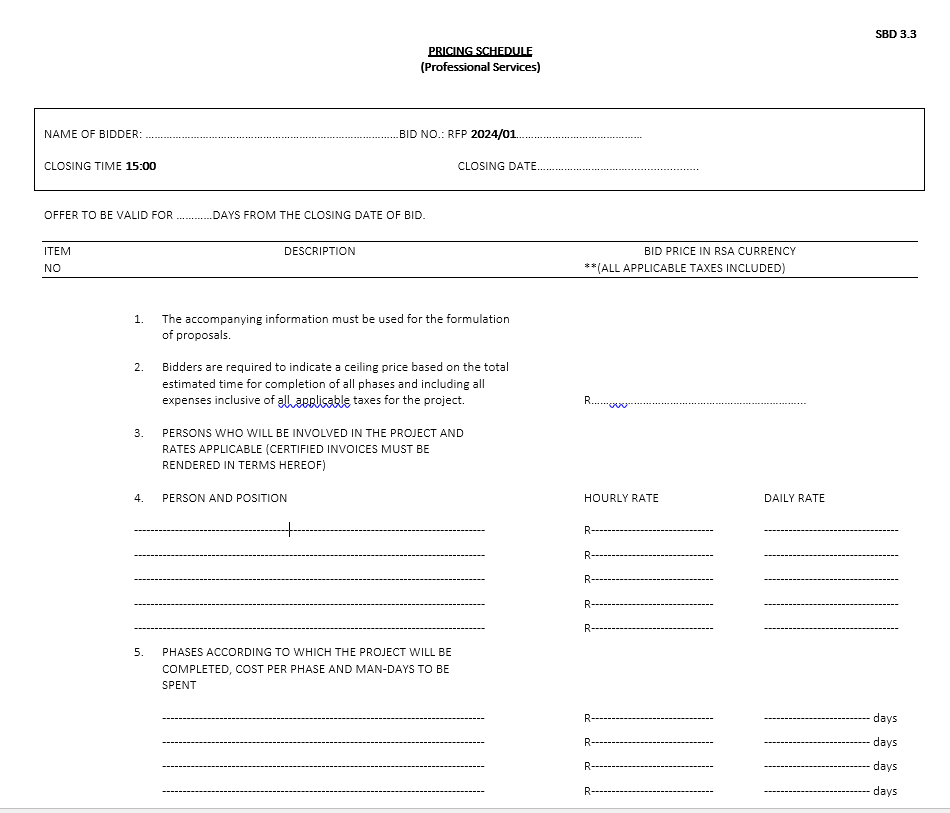 SBD 3.3
PRICING SCHEDULE
(Professional Services)
NAME OF BIDDER: ……………………………………………………………………………BID NO.: RFP 2024/01……………………………………
CLOSING TIME 15:00 CLOSING DATE………………………...........................
OFFER TO BE VALID FOR …………DAYS FROM THE CLOSING DATE OF BID.
ITEM DESCRIPTION BID PRICE IN RSA CURRENCY
NO **(ALL APPLICABLE TAXES INCLUDED)
1. The accompanying information must be used for the formulation
of proposals.
2. Bidders are required to indicate a ceiling price based on the total
estimated time for completion of all phases and including all
expenses inclusive of all applicable taxes for the project. R………..………………………………………………………
3. PERSONS WHO WILL BE INVOLVED IN THE PROJECT AND
RATES APPLICABLE (CERTIFIED INVOICES MUST BE
RENDERED IN TERMS HEREOF)
4. PERSON AND POSITION HOURLY RATE DAILY RATE
-------------------------------------------------------------------------------------- R------------------------------ ---------------------------------
-------------------------------------------------------------------------------------- R------------------------------ ---------------------------------
-------------------------------------------------------------------------------------- R------------------------------ ---------------------------------
-------------------------------------------------------------------------------------- R------------------------------ ---------------------------------
-------------------------------------------------------------------------------------- R------------------------------ ---------------------------------
5. PHASES ACCORDING TO WHICH THE PROJECT WILL BE
COMPLETED, COST PER PHASE AND MAN-DAYS TO BE
SPENT
------------------------------------------------------------------------------- R------------------------------ -------------------------- days
------------------------------------------------------------------------------- R------------------------------ -------------------------- days
------------------------------------------------------------------------------- R------------------------------ -------------------------- days
------------------------------------------------------------------------------- R------------------------------ -------------------------- days